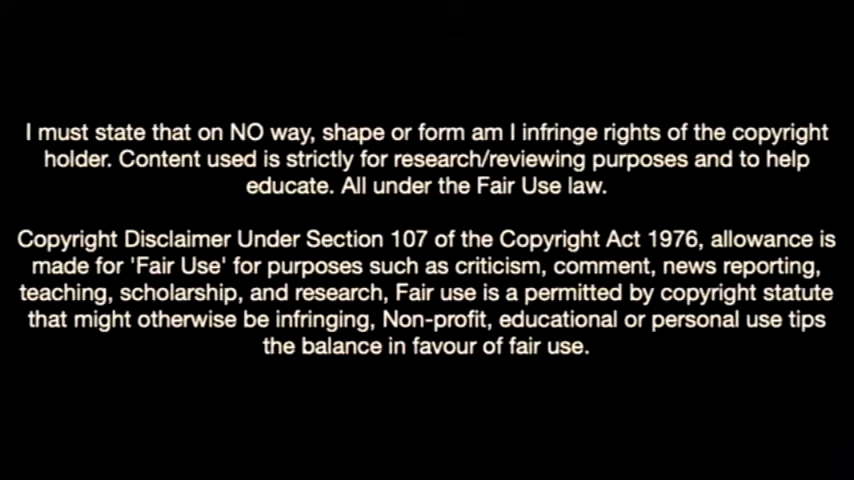 I must state that on NO way, shape or form am I infringe rights of the copyright
holder. Content used is strictly for research/reviewing purposes and to help
educate. All under the Fair Use law.
Copyright Disclaimer Under Section 107 of the Copyright Act 1976, allowance is
made for 'Fair Use' for purposes such as criticism, comment, news reporting,
teaching, scholarship, and research, Fair use is a permitted by copyright statute
that might otherwise be infringing, Non-profit, educational or personal use tips
the balance in favour of fair use.